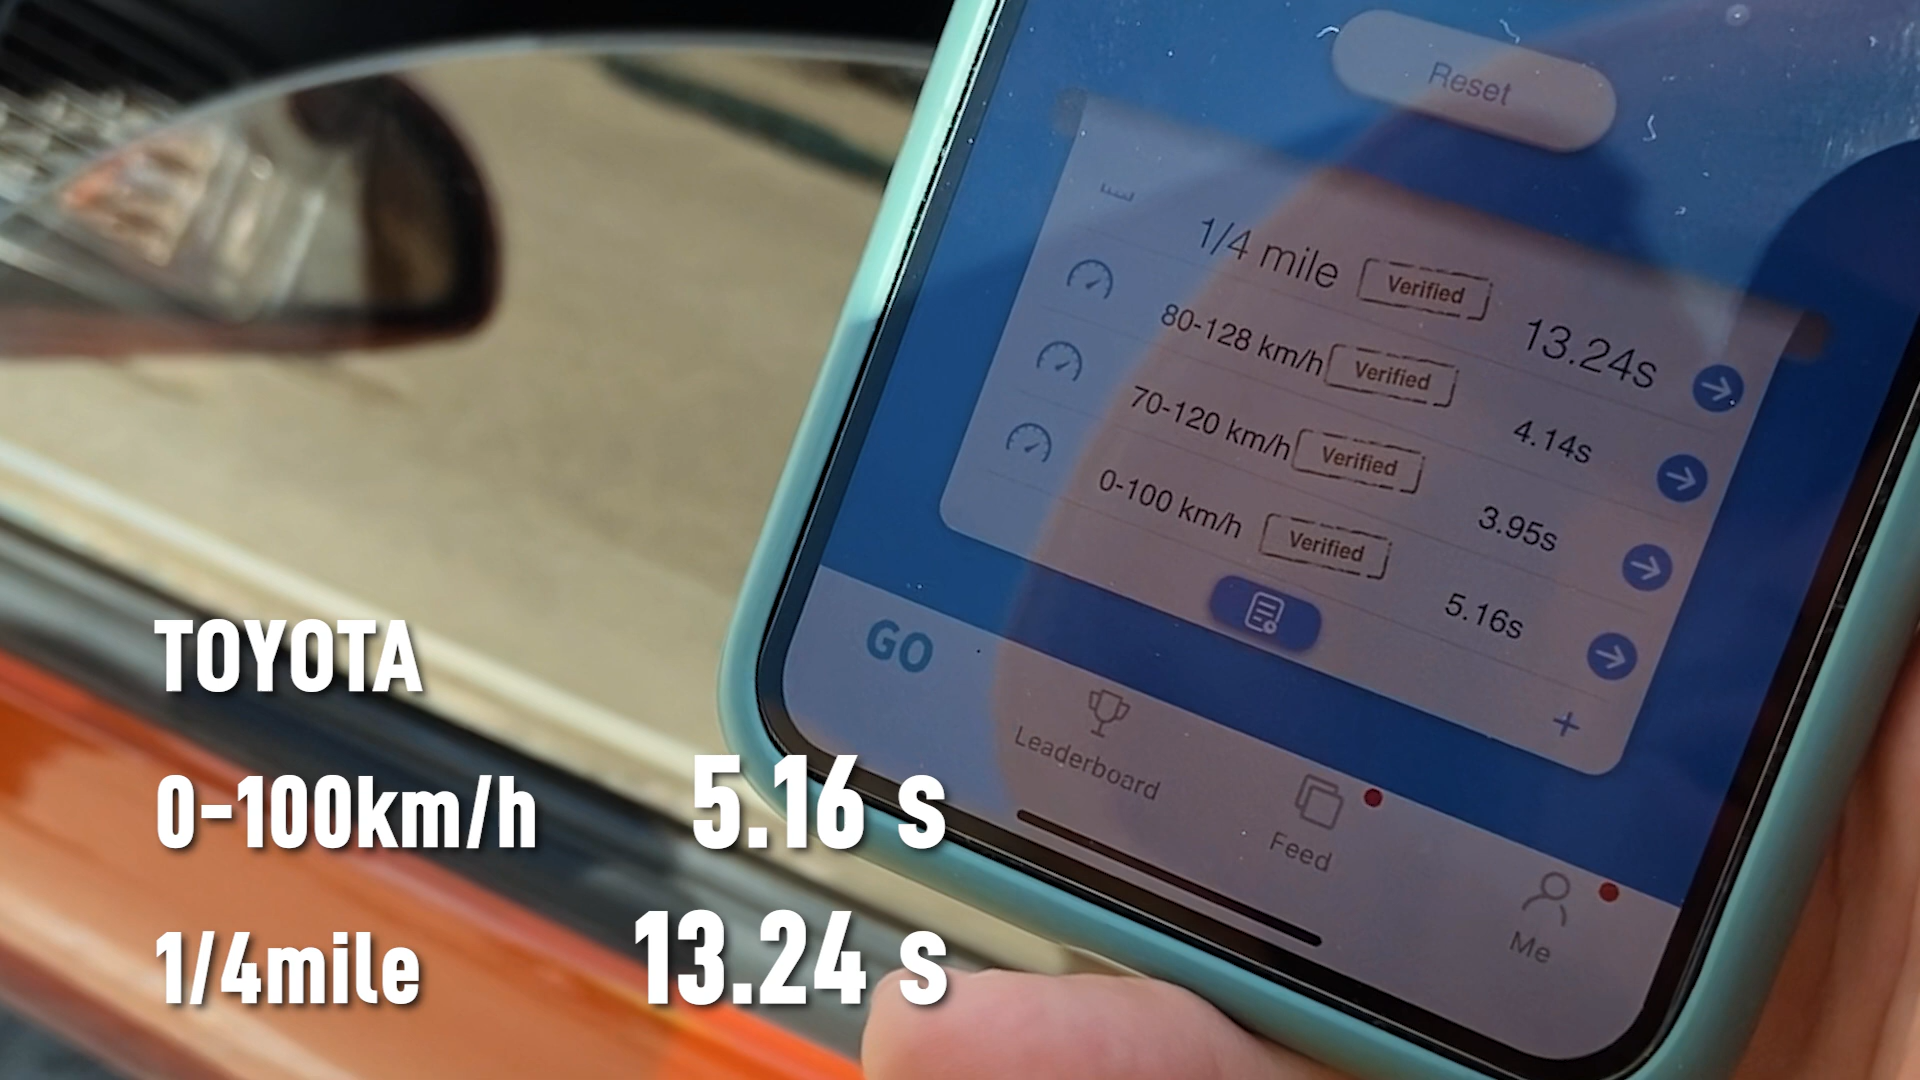 Reset
1/4 mile Verified 13.24s
80-128 km/h Verified 4.14s
70-120 km/h Verified 3.95s
0-100 km/h Verified 5.16s
GO
Leaderboard
Feed
Me
TOYOTA
0-100km/h 5.16 s
1/4mile 13.24 s